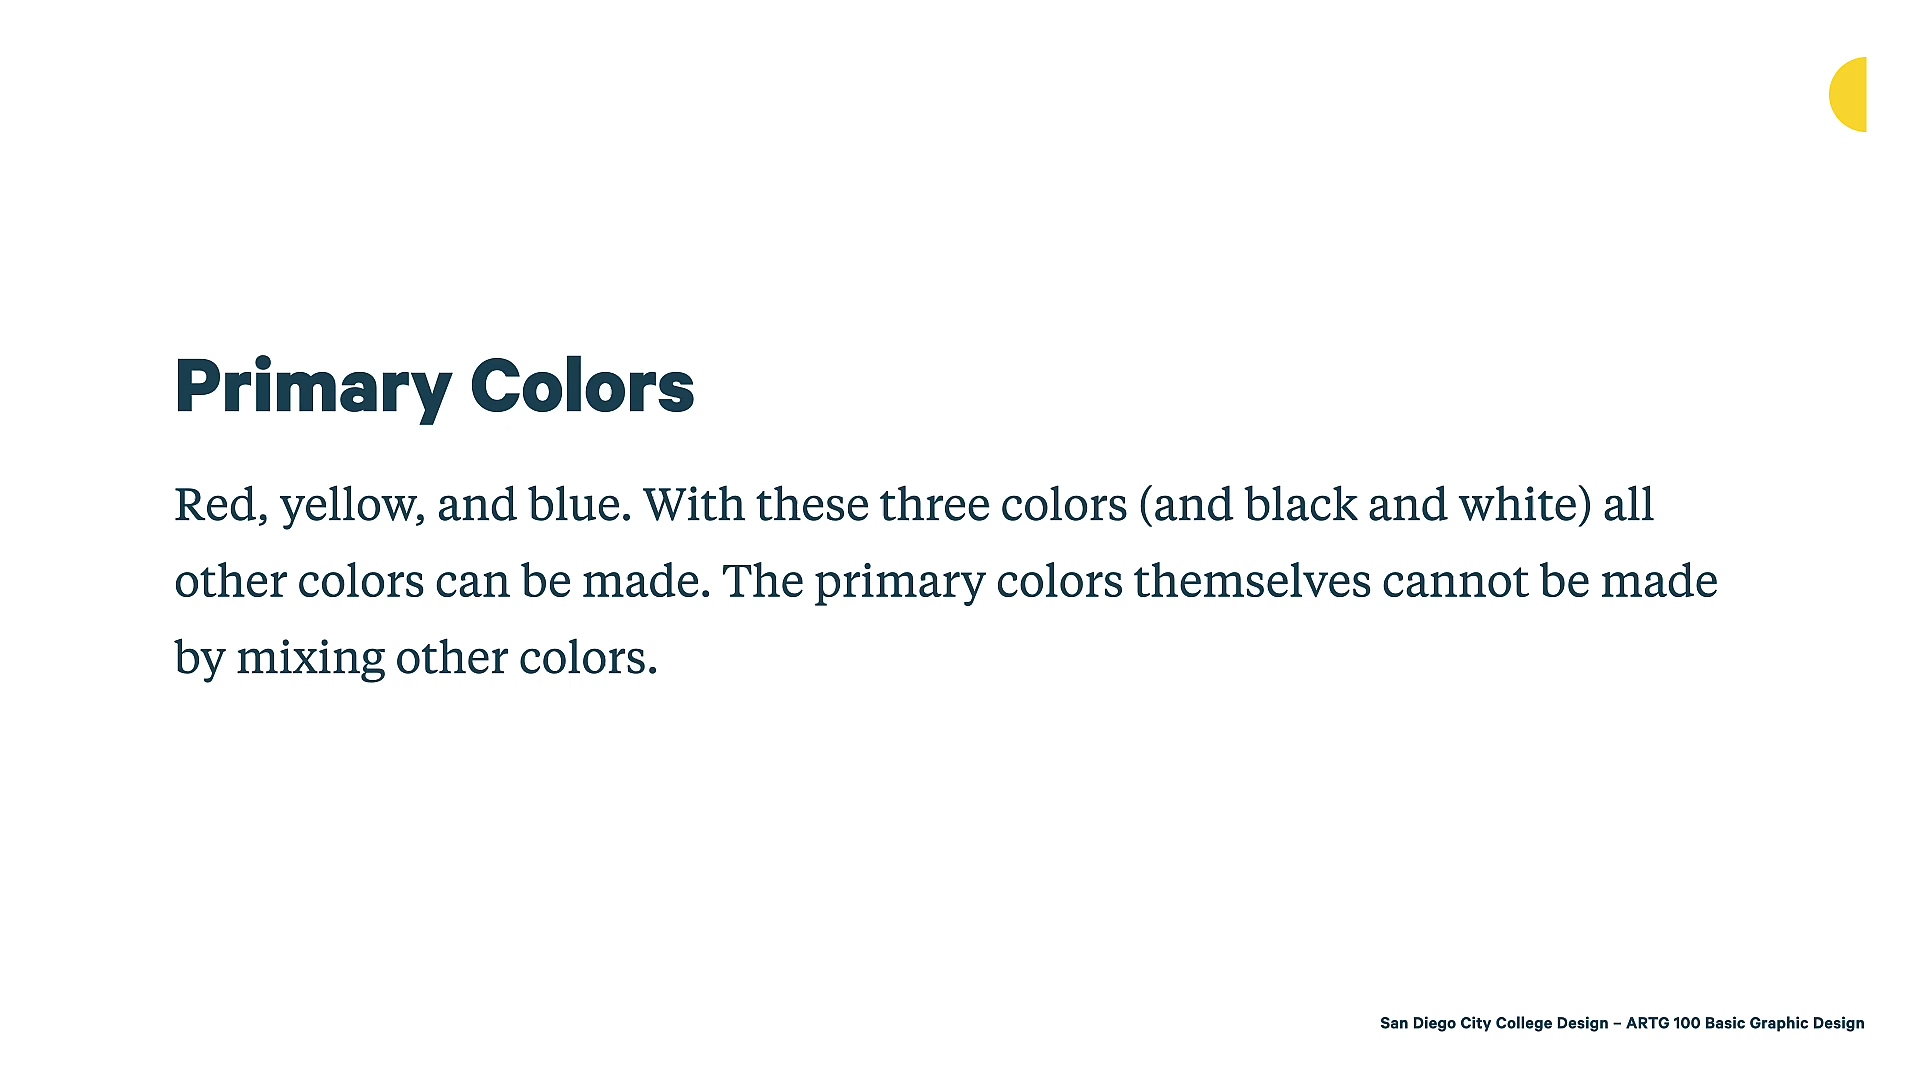 Primary Colors
Red, yellow, and blue. With these three colors (and black and white) all
other colors can be made. The primary colors themselves cannot be made
by mixing other colors.
San Diego City College Design – ARTG 100 Basic Graphic Design